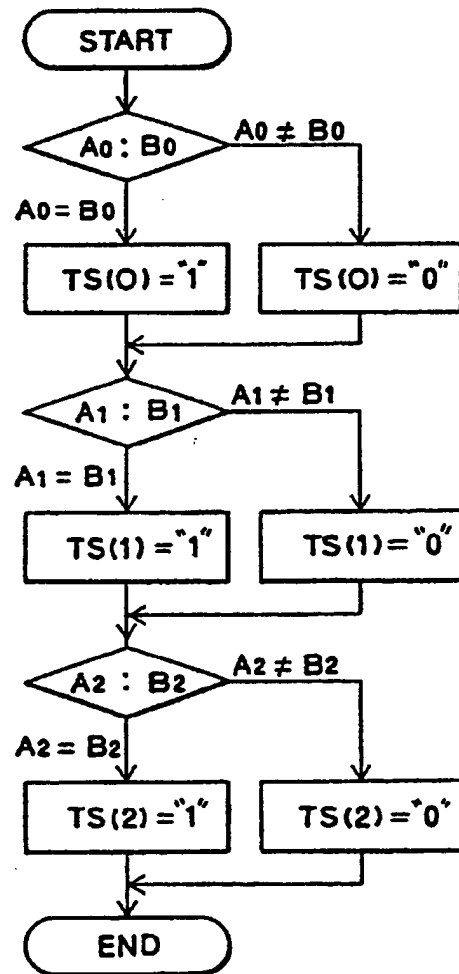 START
A0 : B0
A0 ≠ B0
A0 = B0
TS(0) = "1"
TS(0) = "0"
A1 : B1
A1 ≠ B1
A1 = B1
TS(1) = "1"
TS(1) = "0"
A2 : B2
A2 ≠ B2
A2 = B2
TS(2) = "1"
TS(2) = "0"
END